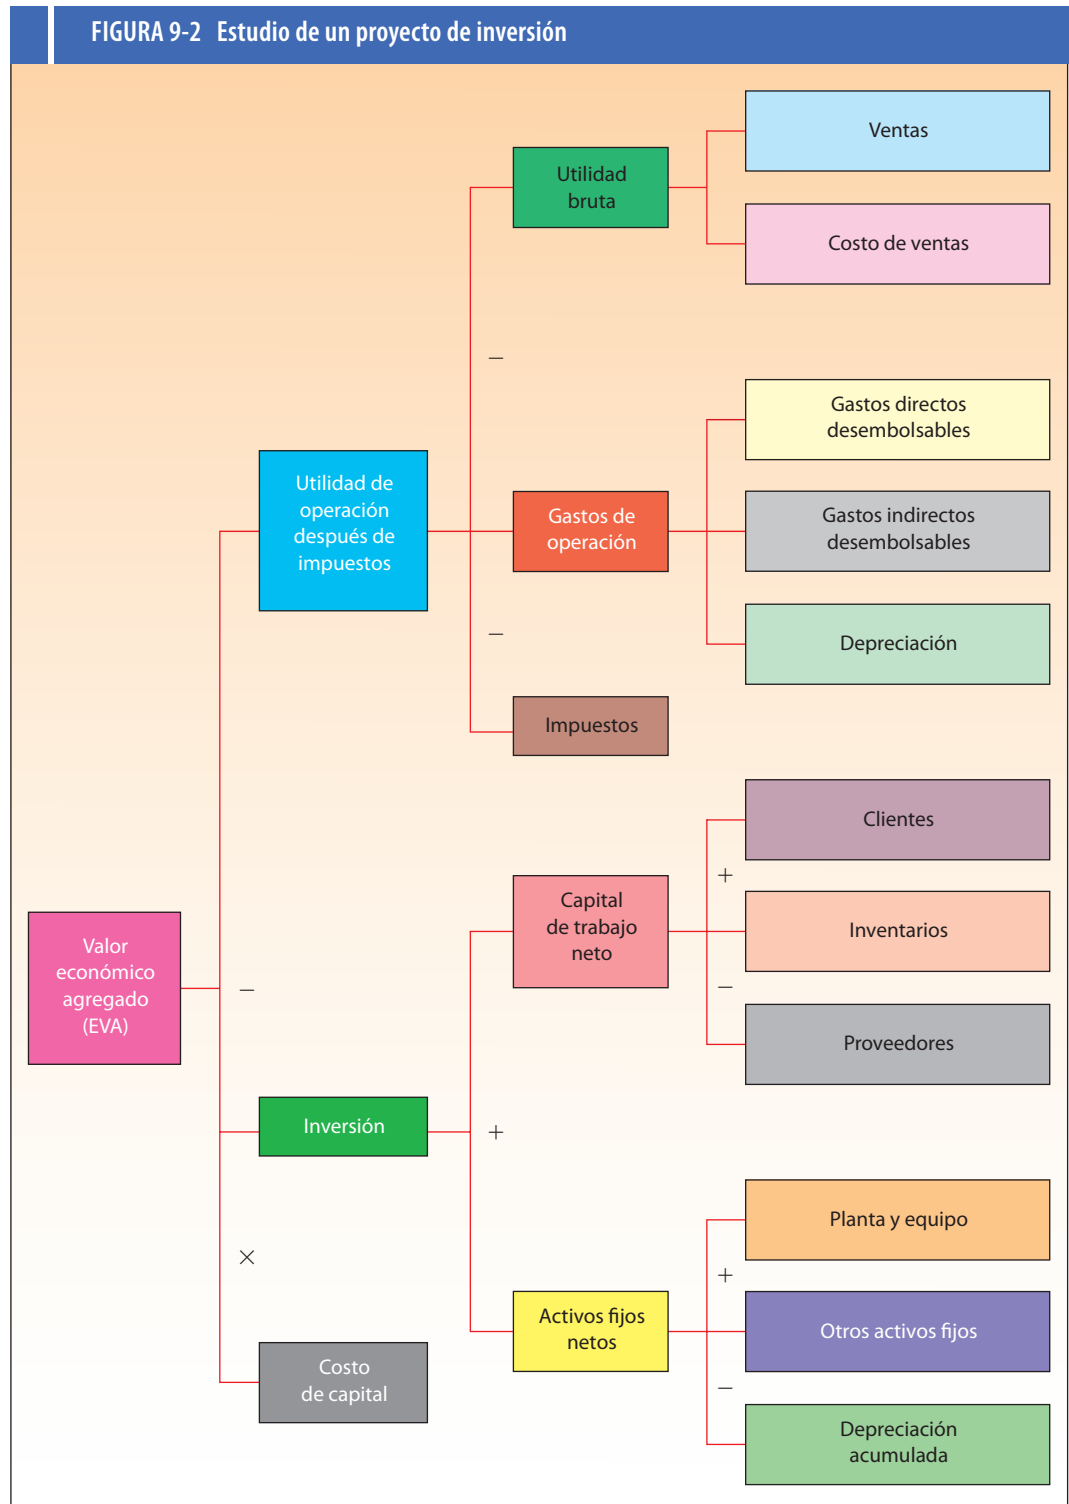 FIGURA 9-2 Estudio de un proyecto de inversión
Ventas
Utilidad
bruta
Costo de ventas
−
Gastos directos
desembolsables
Utilidad de
operación
después de
impuestos
Gastos de
operación
Gastos indirectos
desembolsables
−
Depreciación
Impuestos
Clientes
+
Capital
de trabajo
neto
Inventarios
−
Proveedores
Valor
económico
agregado
(EVA)
−
Inversión
+
×
Planta y equipo
+
Activos fijos
netos
Otros activos fijos
−
Costo
de capital
Depreciación
acumulada